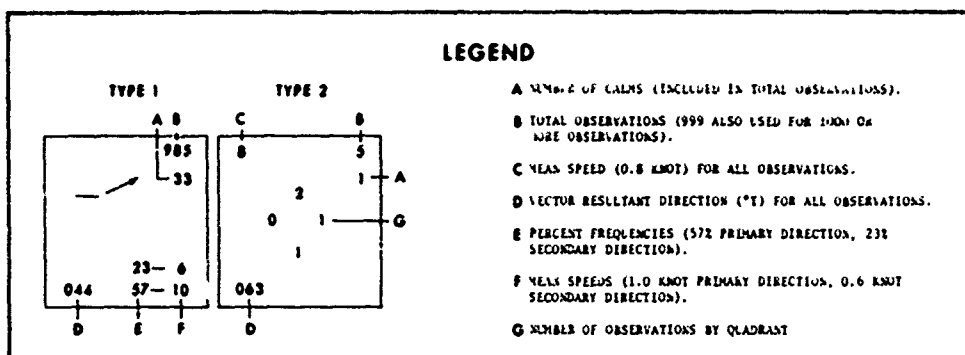 LEGEND
TYPE 1
TYPE 2
A B
C B
985
8 5
33
1 A
2
0 1 G
1
23— 6
044 57— 10
063
D E F
D
A NUMBER OF CALMS (INCLUDED IN TOTAL OBSERVATIONS).
B TOTAL OBSERVATIONS (999 ALSO USED FOR 1000 OR
MORE OBSERVATIONS).
C MEAN SPEED (0.8 KNOT) FOR ALL OBSERVATIONS.
D VECTOR RESULTANT DIRECTION (°T) FOR ALL OBSERVATIONS.
E PERCENT FREQUENCIES (57% PRIMARY DIRECTION, 23%
SECONDARY DIRECTION).
F MEAN SPEEDS (1.0 KNOT PRIMARY DIRECTION, 0.6 KNOT
SECONDARY DIRECTION).
G NUMBER OF OBSERVATIONS BY QUADRANT